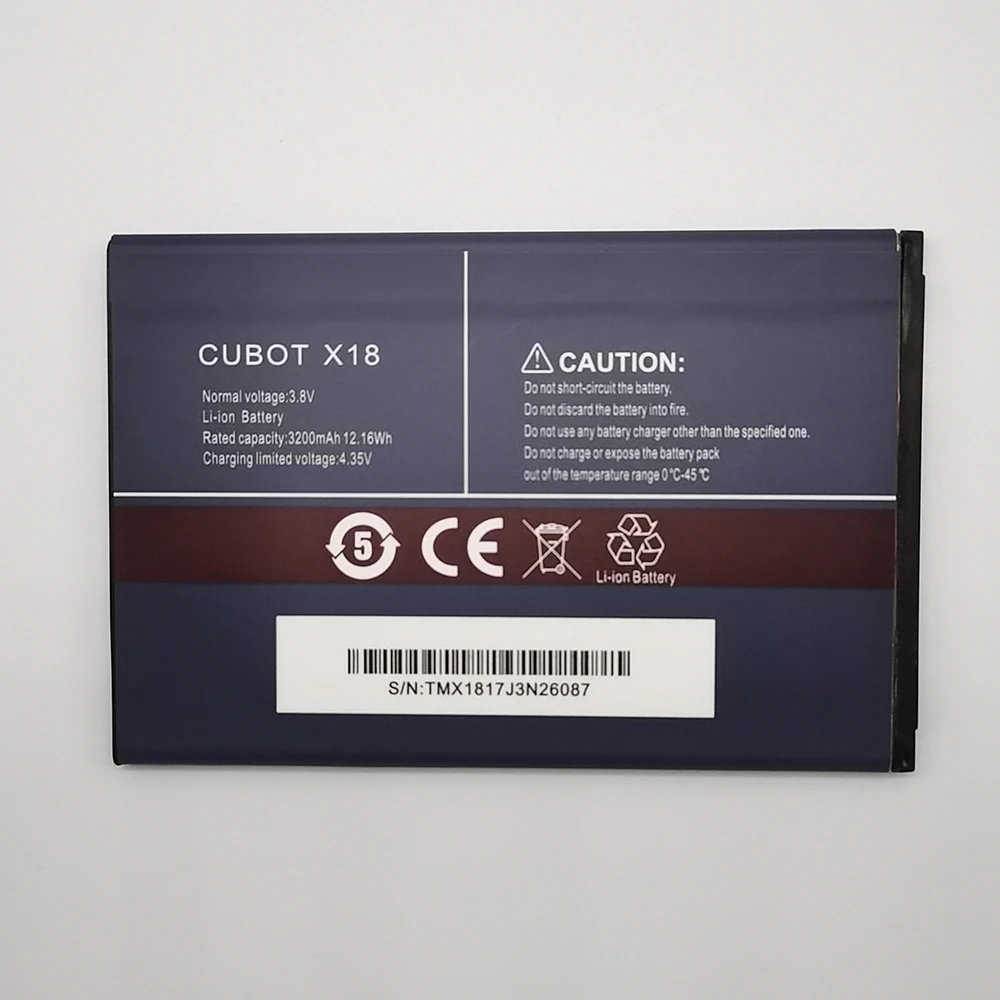 CUBOT X18
Normal voltage:3.8V
Li-ion Battery
Rated capacity:3200mAh 12.16Wh
Charging limited voltage:4.35V
CAUTION:
Do not short-circuit the battery.
Do not discard the battery into fire.
Do not use any battery charger other than the specified one.
Do not charge or expose the battery pack
out of the temperature range 0°C-45°C
5
CE
Li-ion Battery
S/N:TMX1817J3N26087